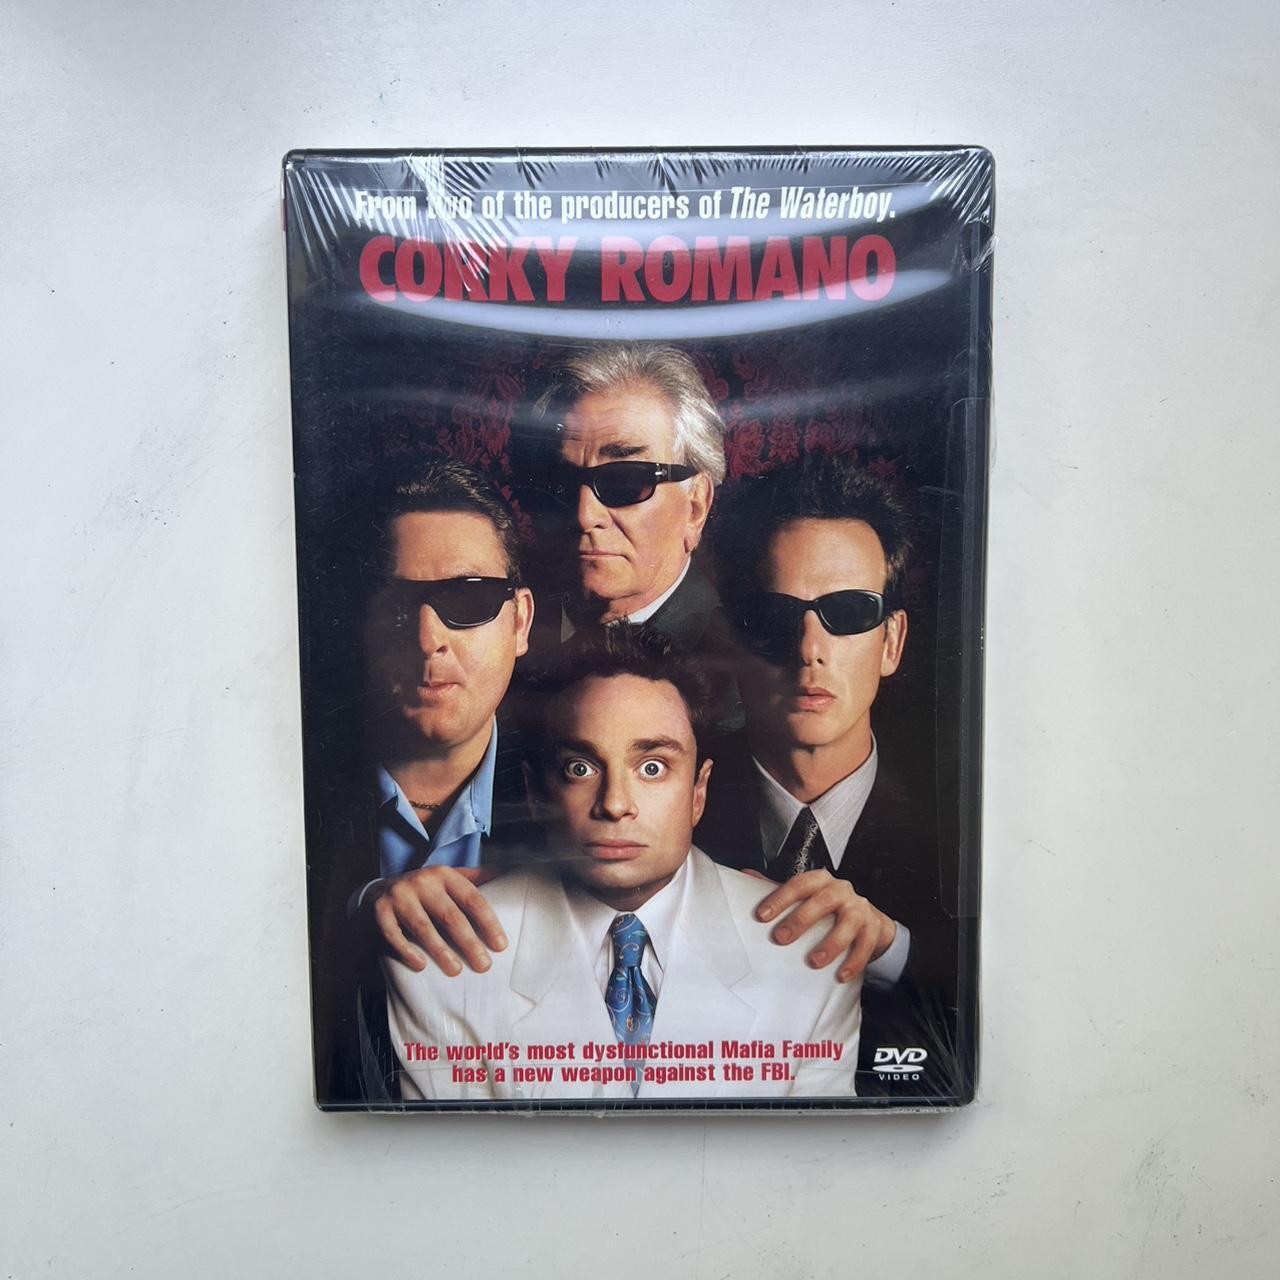 From two of the producers of The Waterboy.
CORKY ROMANO
The world's most dysfunctional Mafia Family
has a new weapon against the FBI.
DVD
VIDEO